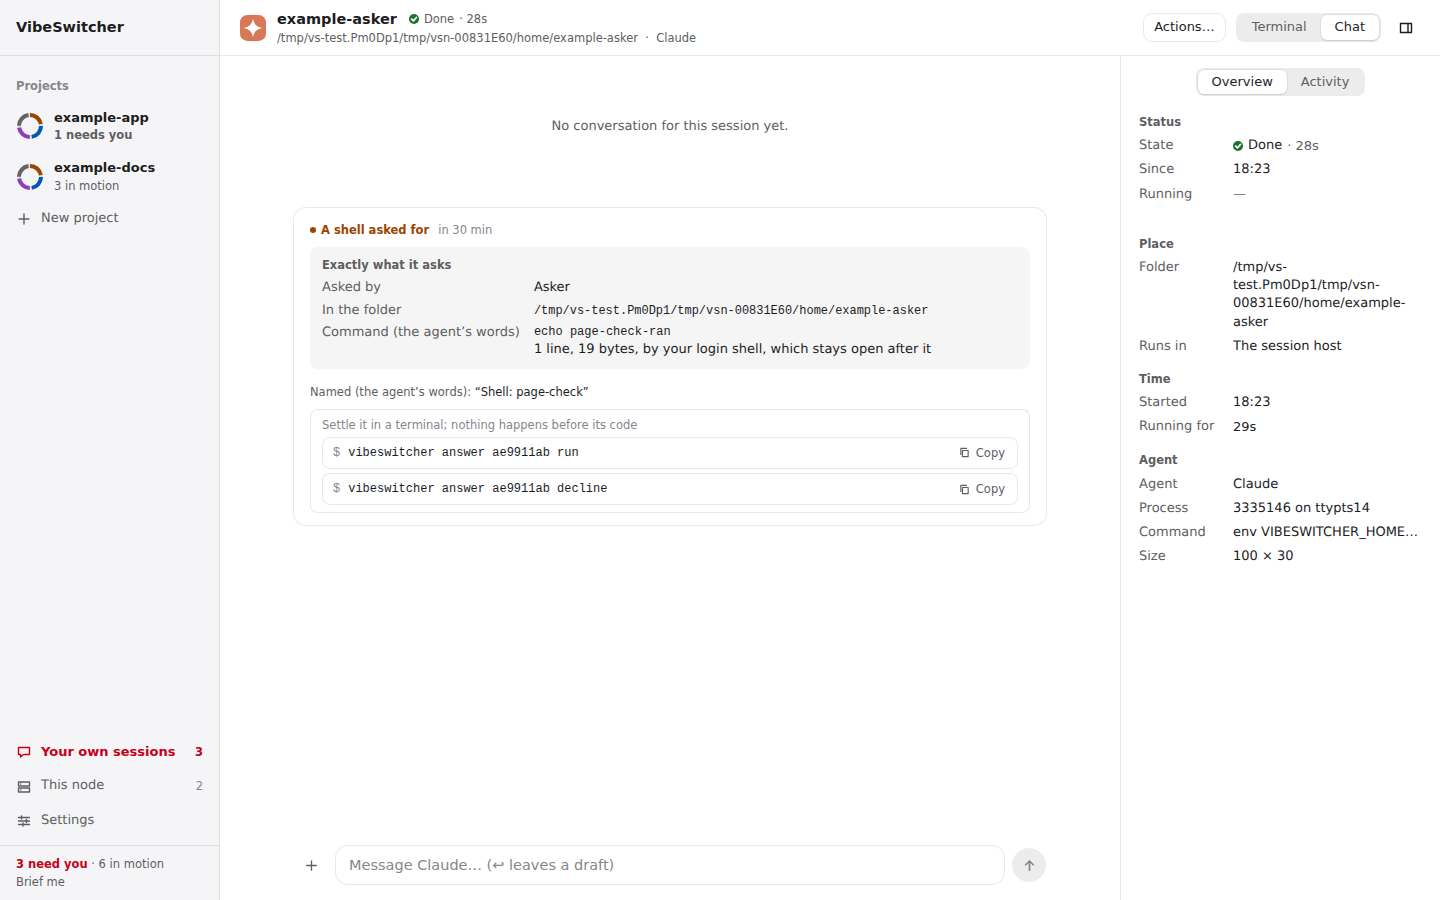 VibeSwitcher
Projects
example-app
1 needs you
example-docs
3 in motion
New project
Your own sessions 3
This node 2
Settings
3 need you · 6 in motion
Brief me
example-asker Done · 28s
/tmp/vs-test.Pm0Dp1/tmp/vsn-00831E60/home/example-asker · Claude
Actions… Terminal Chat
No conversation for this session yet.
A shell asked for in 30 min
Exactly what it asks
Asked by Asker
In the folder /tmp/vs-test.Pm0Dp1/tmp/vsn-00831E60/home/example-asker
Command (the agent’s words) echo page-check-ran
1 line, 19 bytes, by your login shell, which stays open after it
Named (the agent’s words): “Shell: page-check”
Settle it in a terminal; nothing happens before its code
$ vibeswitcher answer ae9911ab run Copy
$ vibeswitcher answer ae9911ab decline Copy
Message Claude… (↩ leaves a draft)
Overview Activity
Status
State Done · 28s
Since 18:23
Running —
Place
Folder /tmp/vs-
test.Pm0Dp1/tmp/vsn-
00831E60/home/example-
asker
Runs in The session host
Time
Started 18:23
Running for 29s
Agent
Agent Claude
Process 3335146 on ttypts14
Command env VIBESWITCHER_HOME…
Size 100 × 30